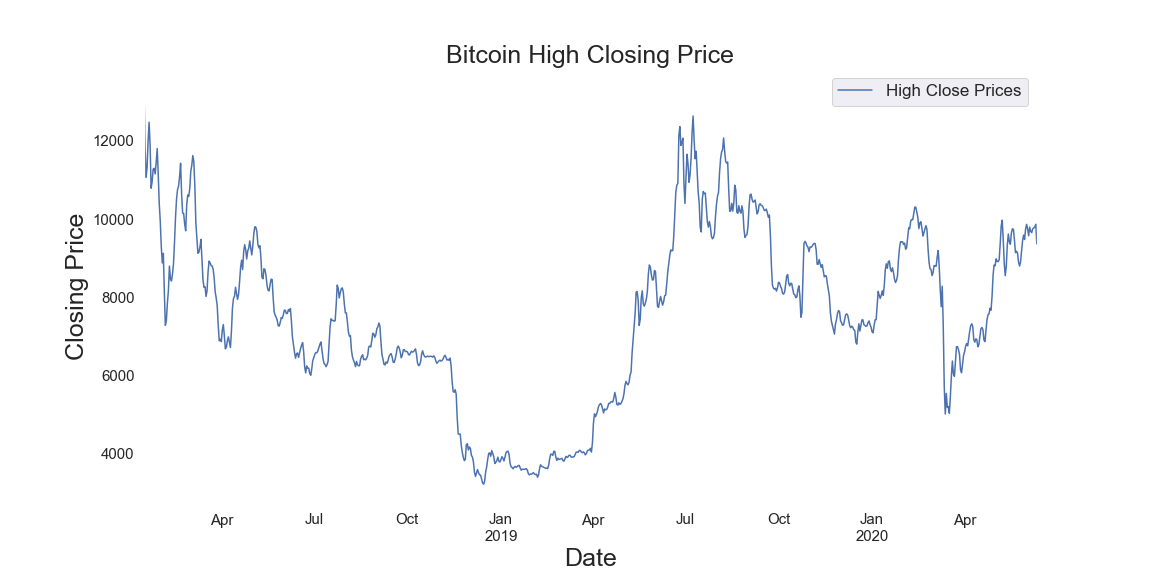 Bitcoin High Closing Price
High Close Prices
Closing Price
12000
10000
8000
6000
4000
Apr Jul Oct Jan Apr Jul Oct Jan Apr
2019 2020
Date